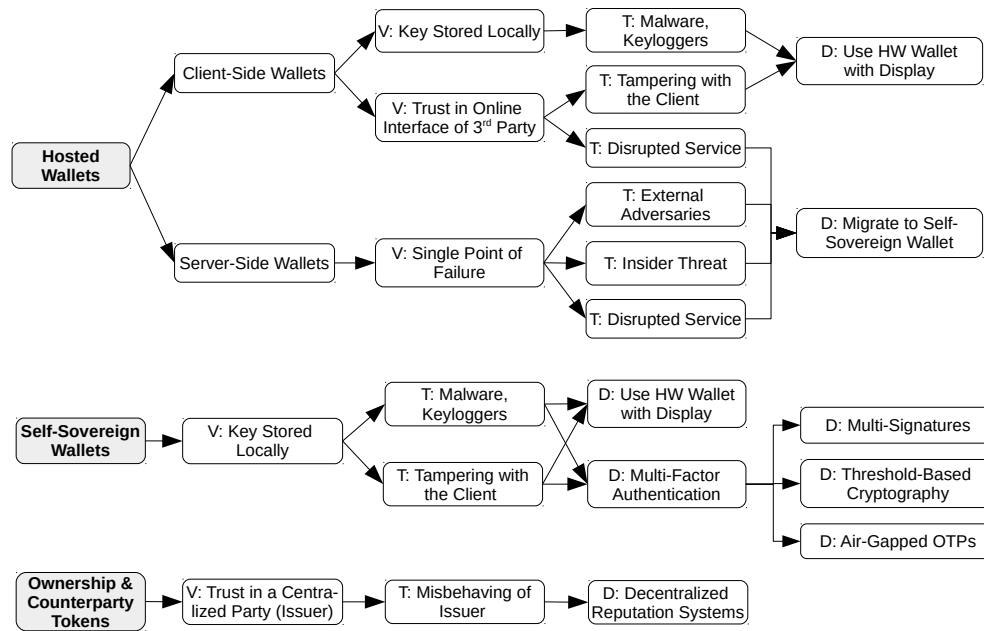 V: Key Stored Locally
T: Malware,
Keyloggers
D: Use HW Wallet
with Display
Client-Side Wallets
V: Trust in Online
Interface of 3rd Party
T: Tampering with
the Client
T: Disrupted Service
Hosted
Wallets
T: External
Adversaries
D: Migrate to Self-
Sovereign Wallet
Server-Side Wallets
V: Single Point of
Failure
T: Insider Threat
T: Disrupted Service
Self-Sovereign
Wallets
V: Key Stored
Locally
T: Malware,
Keyloggers
D: Use HW Wallet
with Display
T: Tampering with
the Client
D: Multi-Factor
Authentication
D: Multi-Signatures
D: Threshold-Based
Cryptography
D: Air-Gapped OTPs
Ownership &
Counterparty
Tokens
V: Trust in a Centra-
lized Party (Issuer)
T: Misbehaving of
Issuer
D: Decentralized
Reputation Systems